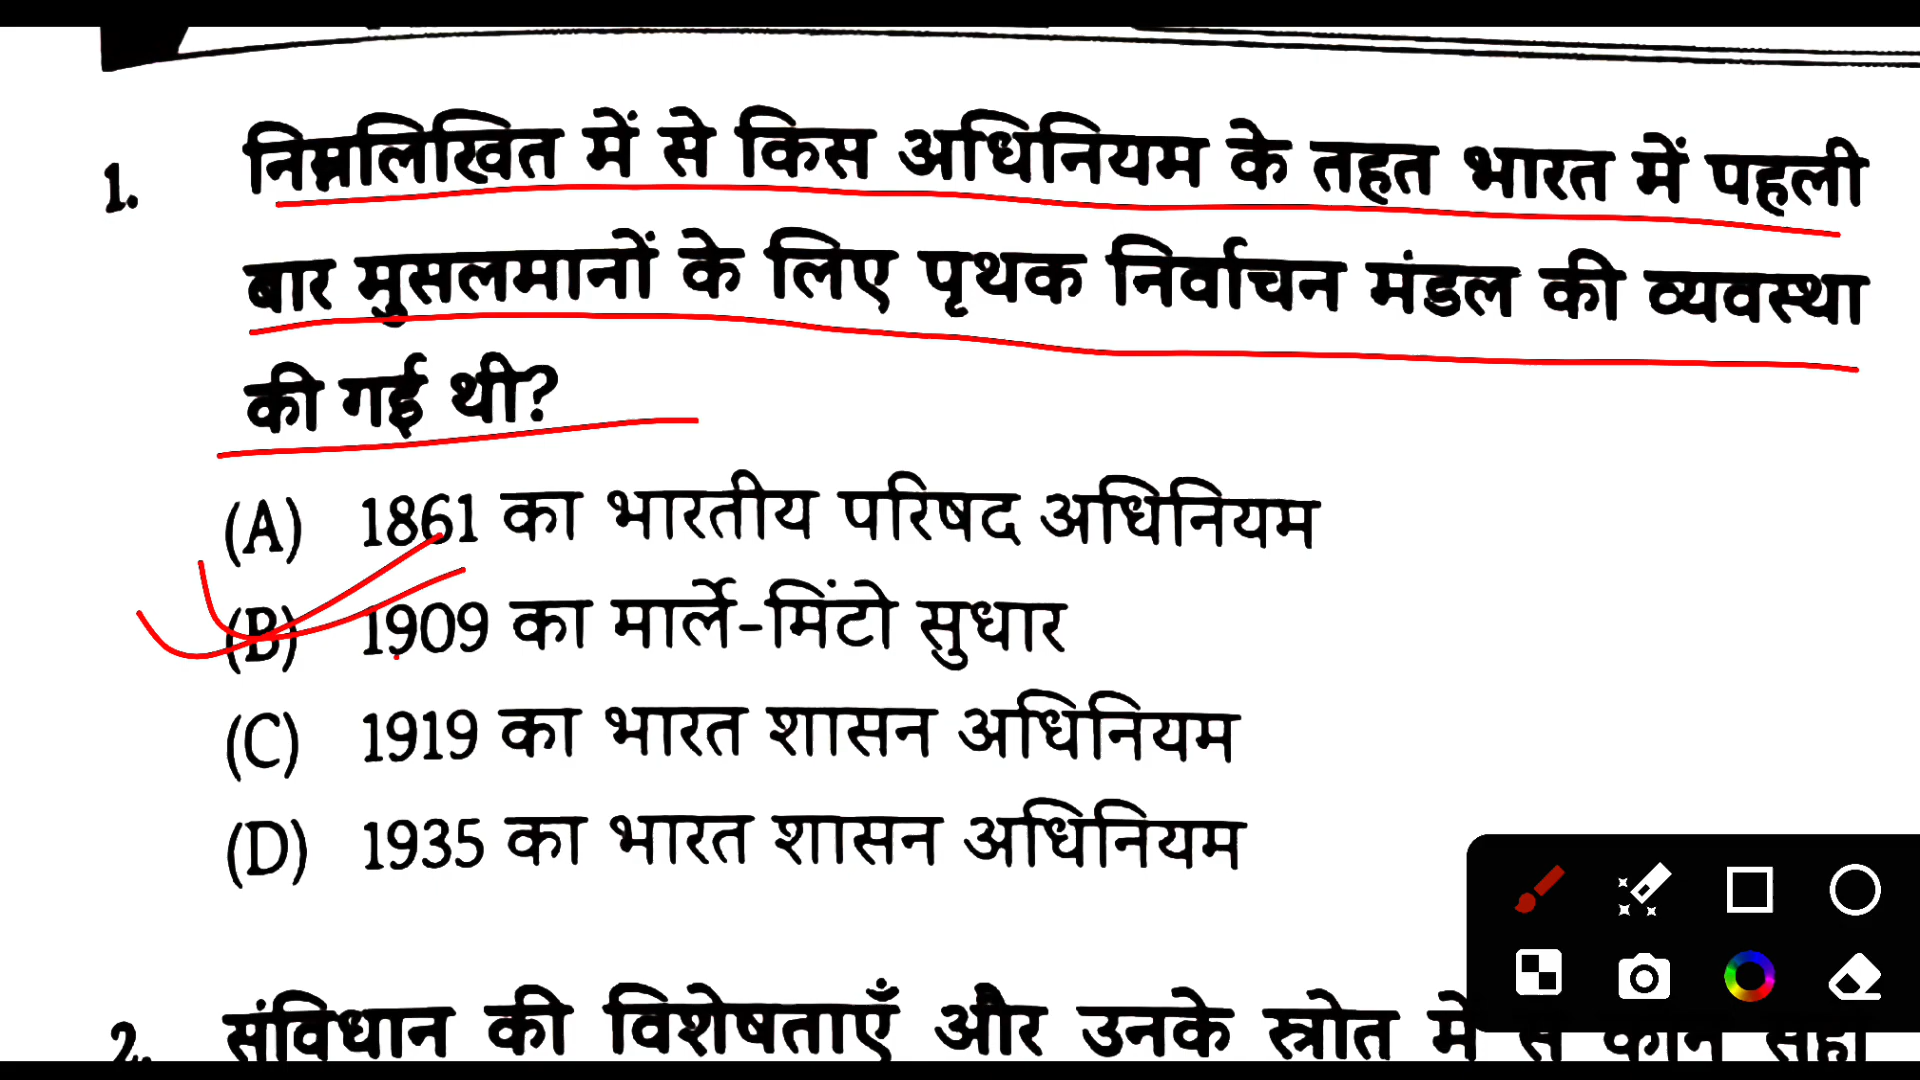 1. निम्नलिखित में से किस अधिनियम के तहत भारत में पहली
बार मुसलमानों के लिए पृथक निर्वाचन मंडल की व्यवस्था
की गई थी?
(A) 1861 का भारतीय परिषद अधिनियम
(B) 1909 का मार्ले-मिंटो सुधार
(C) 1919 का भारत शासन अधिनियम
(D) 1935 का भारत शासन अधिनियम
2. संविधान की विशेषताएँ और उनके स्रोत में से कौन सही